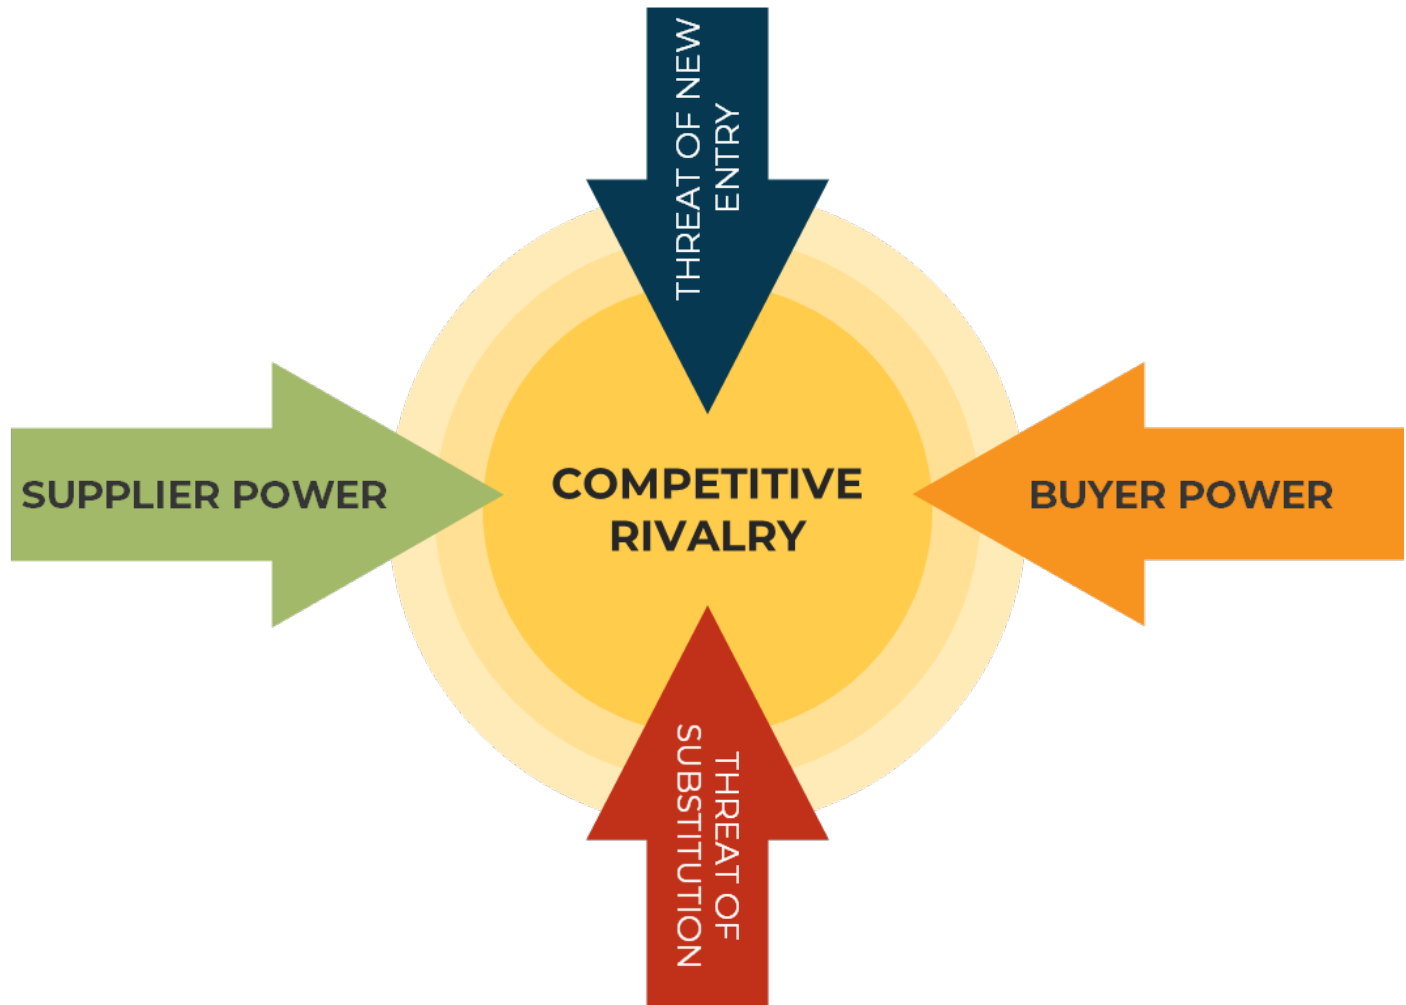 THREAT OF NEW
ENTRY
SUPPLIER POWER
COMPETITIVE
RIVALRY
BUYER POWER
THREAT OF
SUBSTITUTION